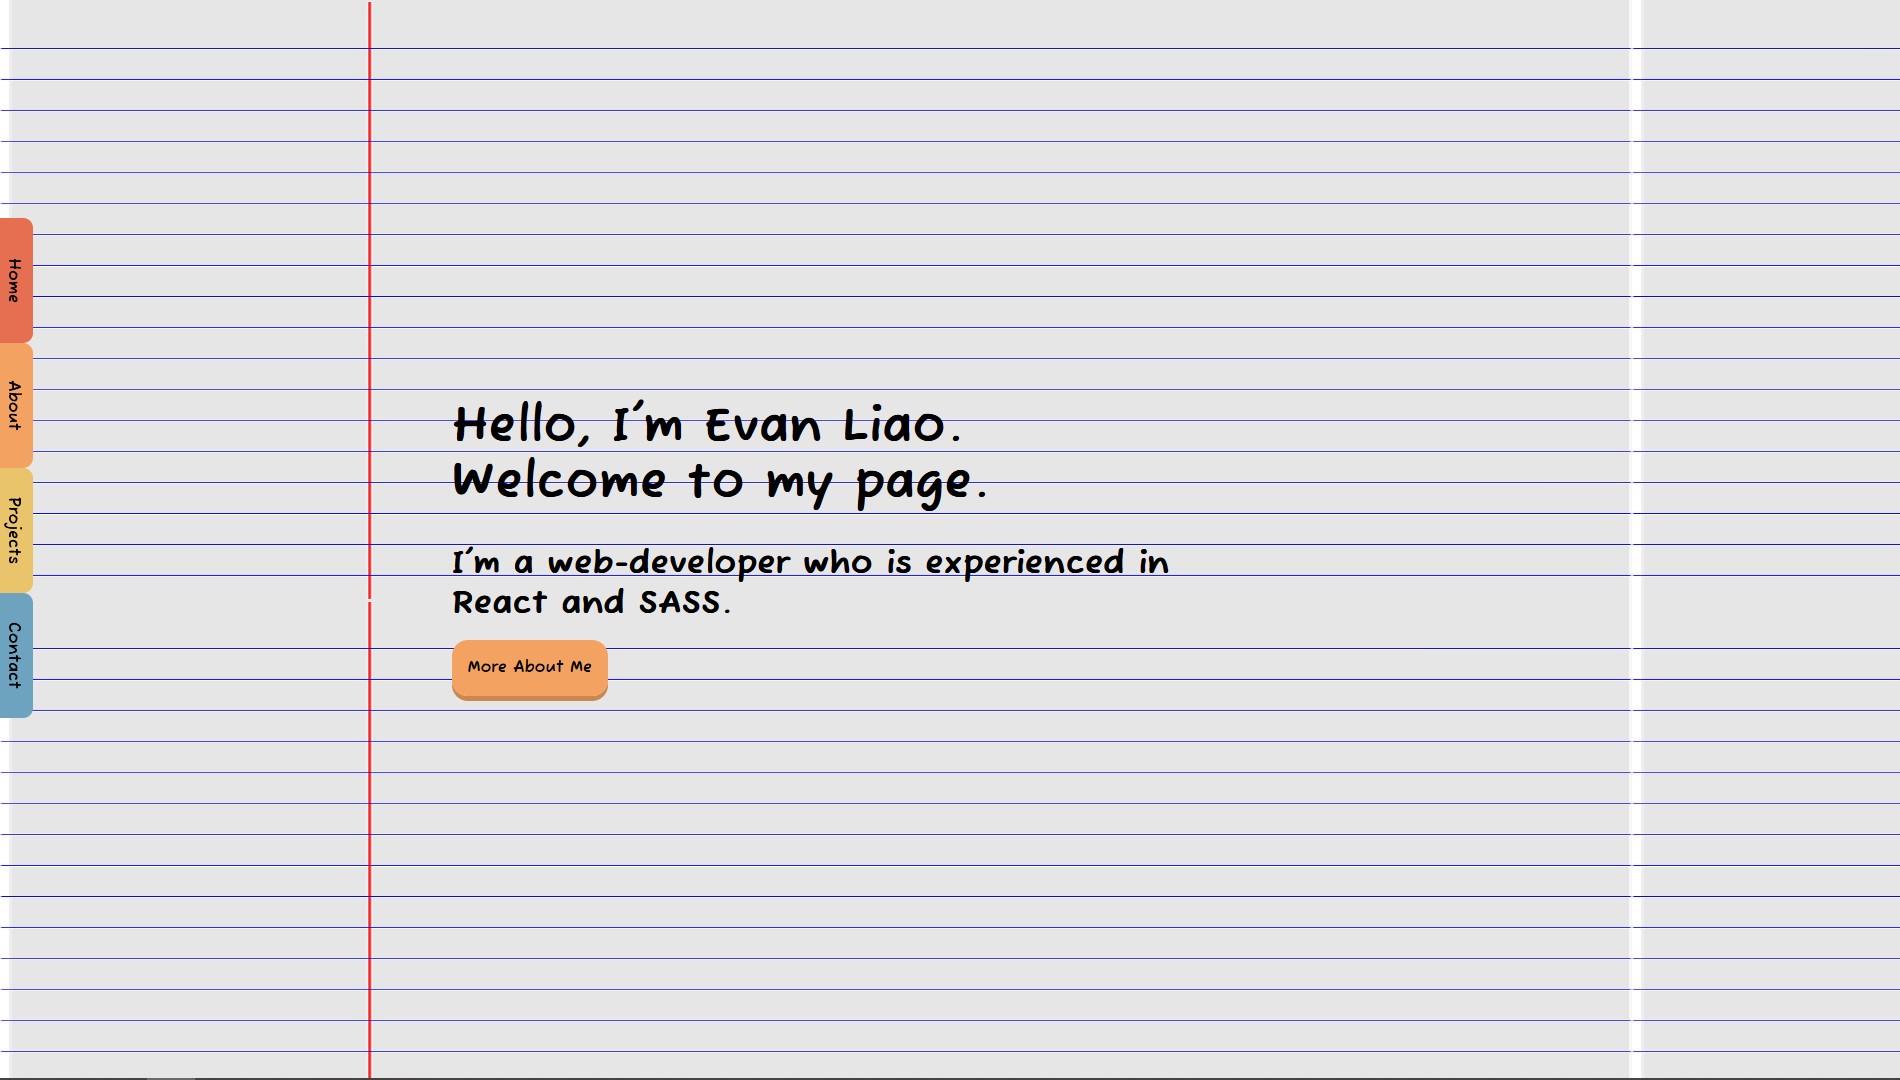 Home
About
Projects
Contact
Hello, I'm Evan Liao.
Welcome to my page.
I'm a web-developer who is experienced in
React and SASS.
More About Me